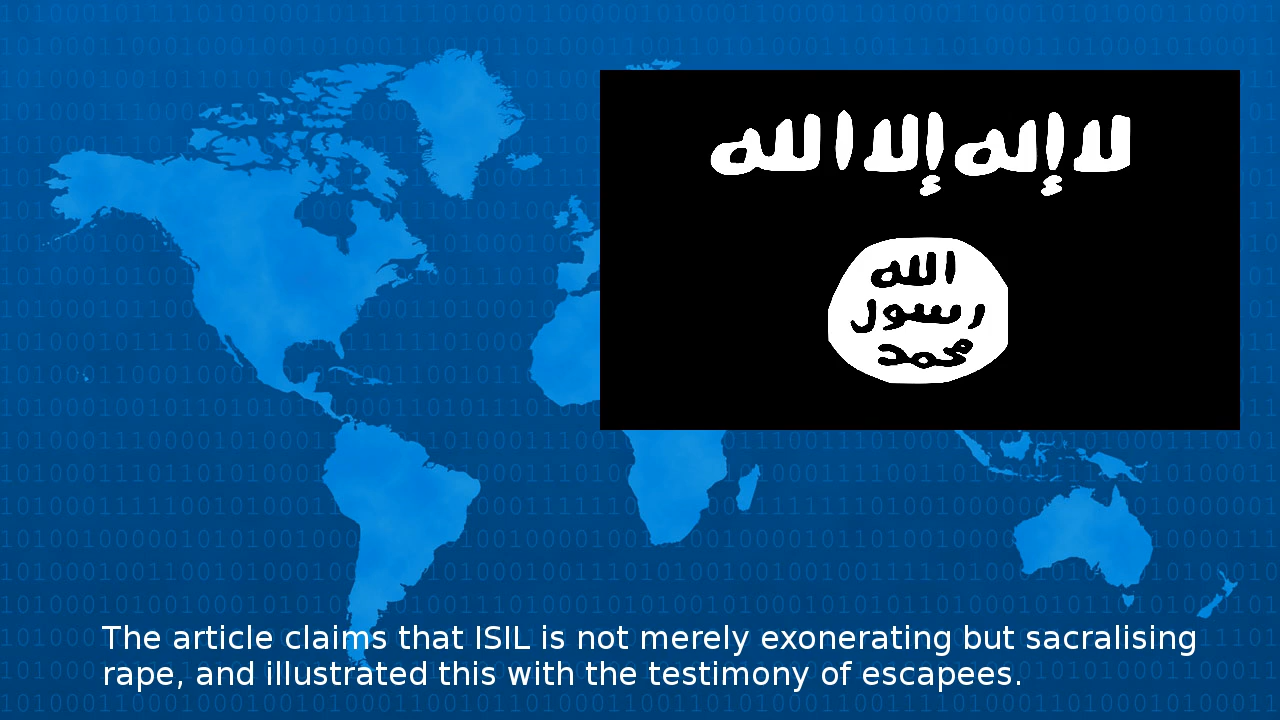 لا إله إلا الله
الله
رسول
محمد
The article claims that ISIL is not merely exonerating but sacralising
rape, and illustrated this with the testimony of escapees.